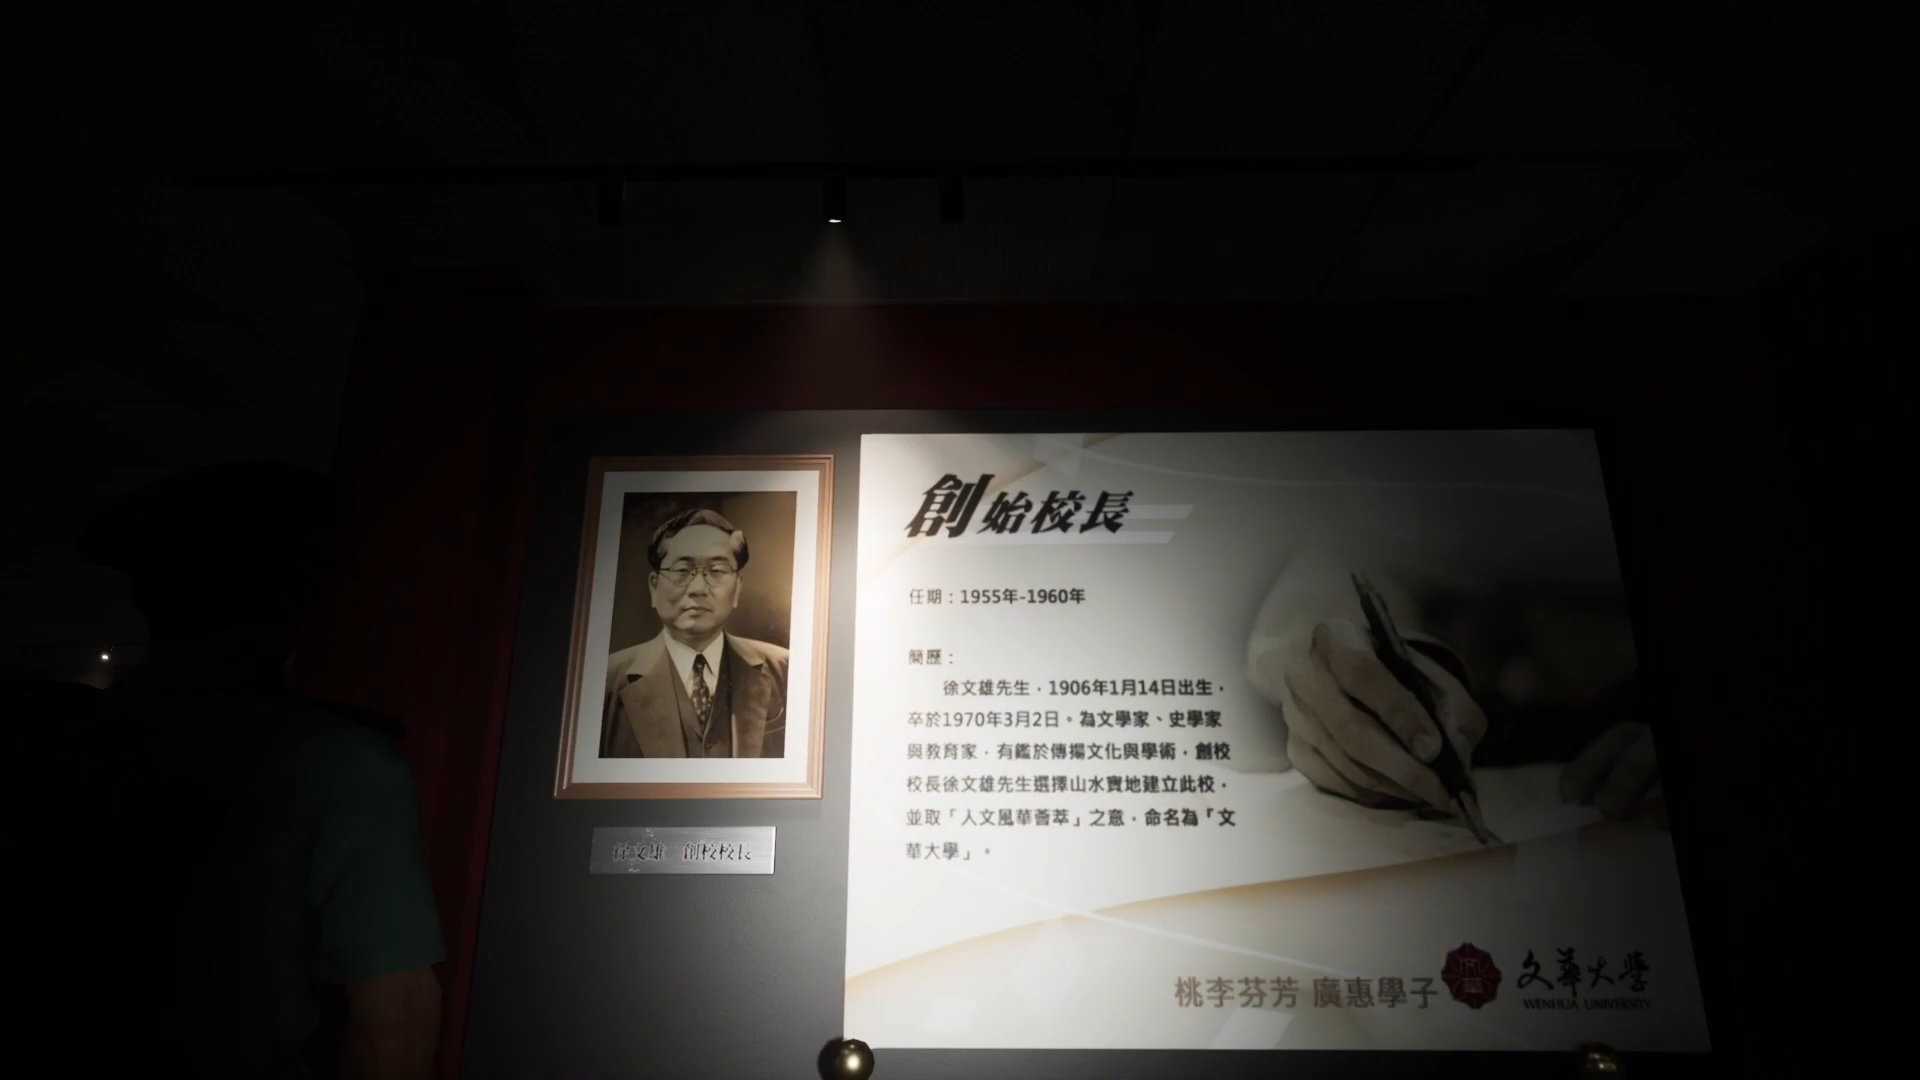 創始校長
任期：1955年-1960年
簡歷：
徐文雄先生，1906年1月14日出生，
卒於1970年3月2日。為文學家、史學家
與教育家，有鑑於傳揚文化與學術，創校
校長徐文雄先生選擇山水寶地建立此校，
並取「人文風華薈萃」之意，命名為「文
華大學」。
徐文雄 創校校長
桃李芬芳 廣惠學子
文華大學
WENHUA UNIVERSITY